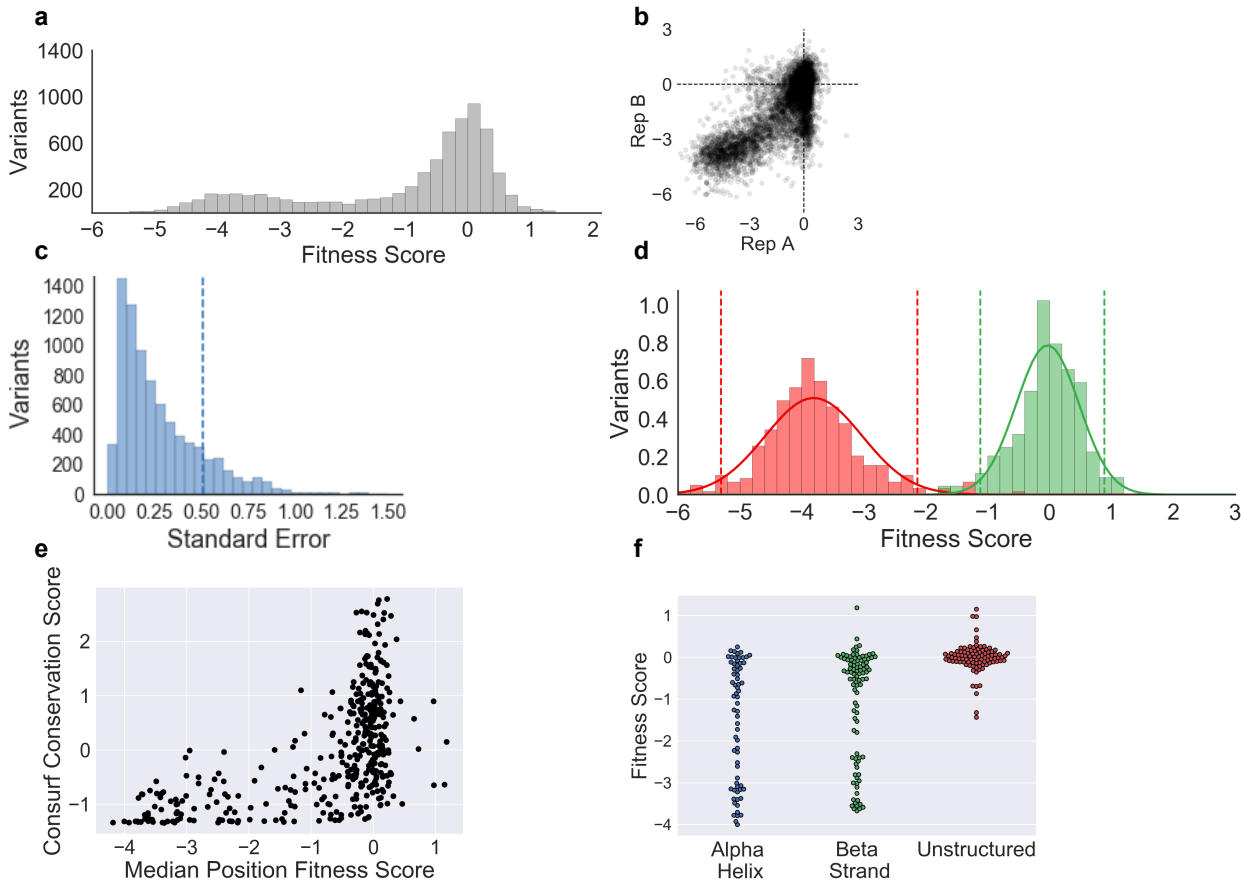 a
1400
1000
600
200
Variants
−6 −5 −4 −3 −2 −1 0 1 2
Fitness Score
b
3
0
−3
−6
Rep B
−6 −3 0 3
Rep A
c
1400
1200
1000
800
600
400
200
0
Variants
0.00 0.25 0.50 0.75 1.00 1.25 1.50
Standard Error
d
1.0
0.8
0.6
0.4
0.2
0.0
Variants
−6 −5 −4 −3 −2 −1 0 1 2 3
Fitness Score
e
2
1
0
−1
Consurf Conservation Score
−4 −3 −2 −1 0 1
Median Position Fitness Score
f
1
0
−1
−2
−3
−4
Fitness Score
Alpha Beta Unstructured
Helix Strand